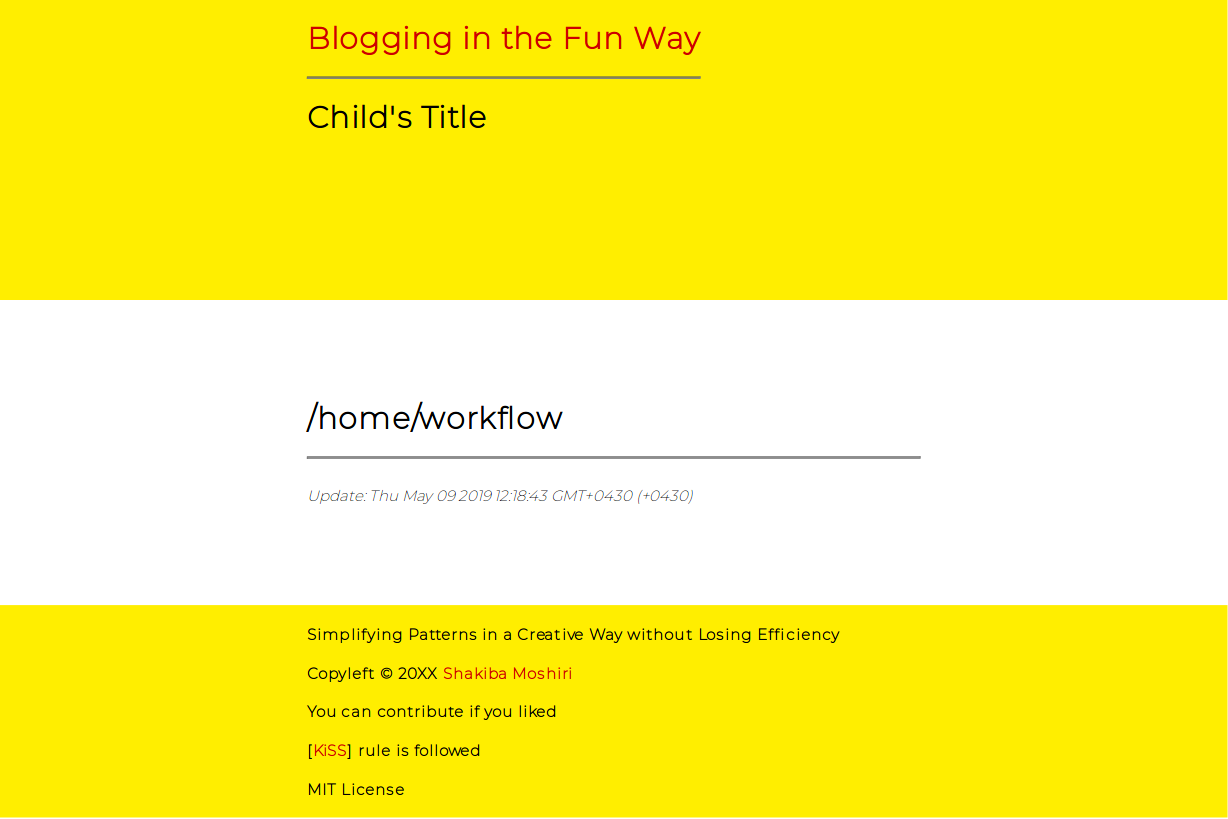 Blogging in the Fun Way
Child's Title
/home/workflow
Update: Thu May 09 2019 12:18:43 GMT+0430 (+0430)
Simplifying Patterns in a Creative Way without Losing Efficiency
Copyleft © 20XX Shakiba Moshiri
You can contribute if you liked
[KiSS] rule is followed
MIT License